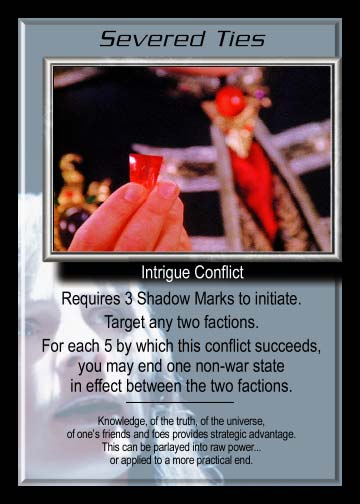 Severed Ties
Intrigue Conflict
Requires 3 Shadow Marks to initiate.
Target any two factions.
For each 5 by which this conflict succeeds,
you may end one non-war state
in effect between the two factions.
Knowledge, of the truth, of the universe,
of one's friends and foes provides strategic advantage.
This can be parlayed into raw power...
or applied to a more practical end.